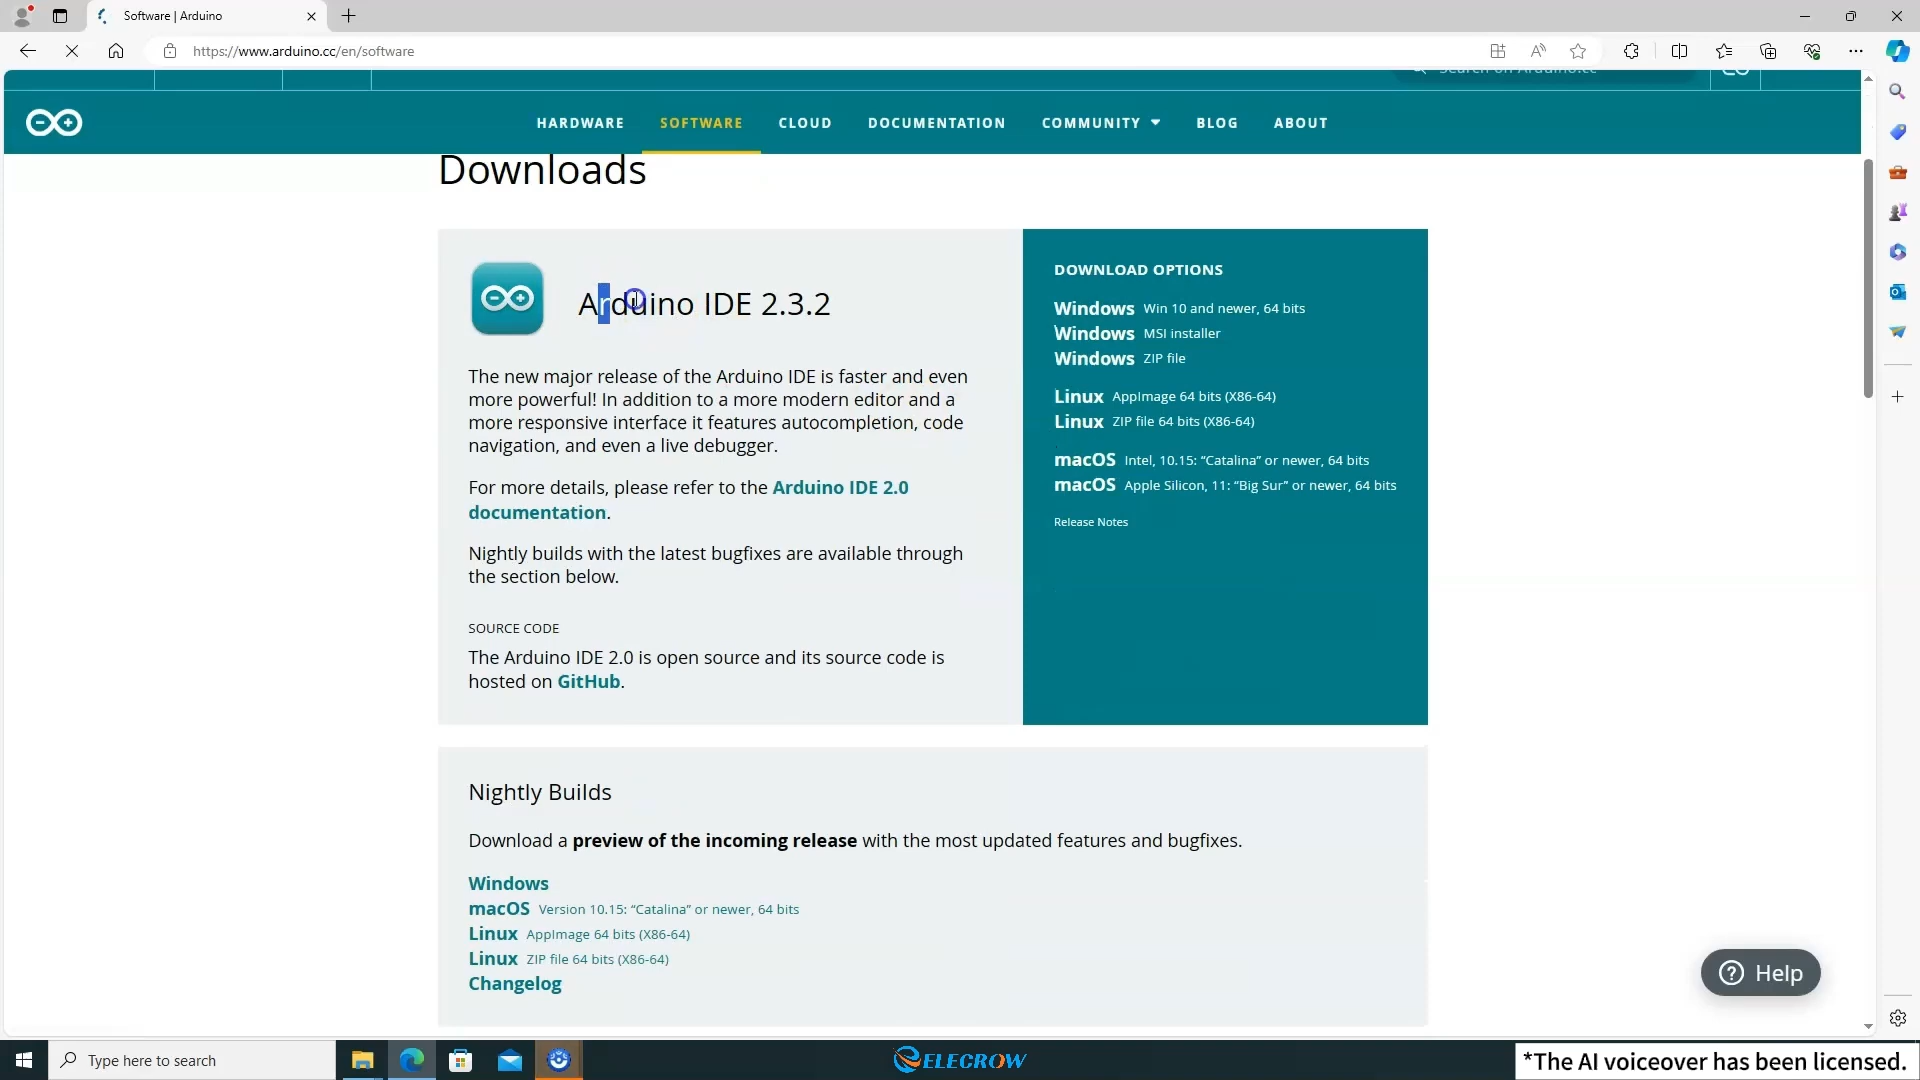 Software | Arduino
https://www.arduino.cc/en/software
Search on Arduino.cc
HARDWARE SOFTWARE CLOUD DOCUMENTATION COMMUNITY BLOG ABOUT
Downloads
Arduino IDE 2.3.2
The new major release of the Arduino IDE is faster and even
more powerful! In addition to a more modern editor and a
more responsive interface it features autocompletion, code
navigation, and even a live debugger.
For more details, please refer to the Arduino IDE 2.0
documentation.
Nightly builds with the latest bugfixes are available through
the section below.
SOURCE CODE
The Arduino IDE 2.0 is open source and its source code is
hosted on GitHub.
DOWNLOAD OPTIONS
Windows Win 10 and newer, 64 bits
Windows MSI installer
Windows ZIP file
Linux AppImage 64 bits (X86-64)
Linux ZIP file 64 bits (X86-64)
macOS Intel, 10.15: “Catalina” or newer, 64 bits
macOS Apple Silicon, 11: “Big Sur” or newer, 64 bits
Release Notes
Nightly Builds
Download a preview of the incoming release with the most updated features and bugfixes.
Windows
macOS Version 10.15: “Catalina” or newer, 64 bits
Linux AppImage 64 bits (X86-64)
Linux ZIP file 64 bits (X86-64)
Changelog
Help
Type here to search
ELECROW
*The AI voiceover has been licensed.